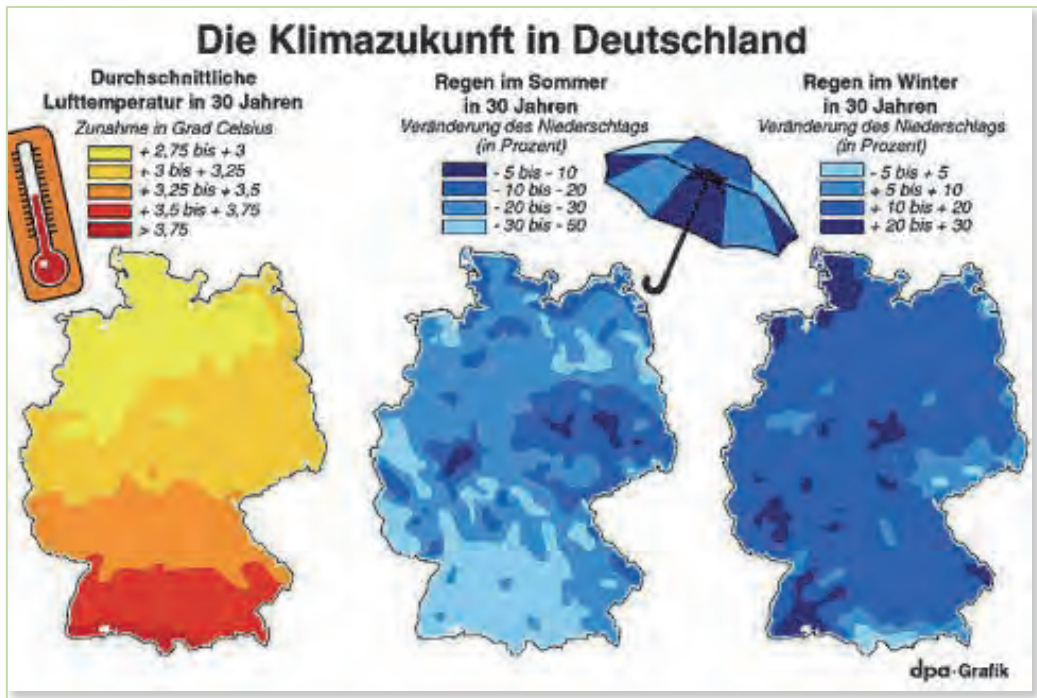 Die Klimazukunft in Deutschland
Durchschnittliche
Lufttemperatur in 30 Jahren
Zunahme in Grad Celsius
+ 2,75 bis + 3
+ 3 bis + 3,25
+ 3,25 bis + 3,5
+ 3,5 bis + 3,75
> 3,75
Regen im Sommer
in 30 Jahren
Veränderung des Niederschlags
(in Prozent)
- 5 bis - 10
- 10 bis - 20
- 20 bis - 30
- 30 bis - 50
Regen im Winter
in 30 Jahren
Veränderung des Niederschlags
(in Prozent)
- 5 bis + 5
+ 5 bis + 10
+ 10 bis + 20
+ 20 bis + 30
dpa·Grafik